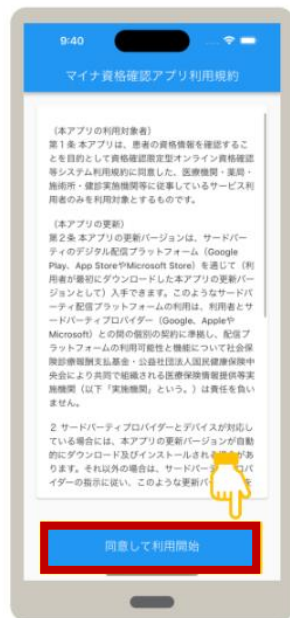 9:40
マイナ資格確認アプリ利用規約
（本アプリの利用対象者）
第1条 本アプリは、患者の資格情報を確認するこ
とを目的として資格確認限定型オンライン資格確認
等システム利用規約に同意した、医療機関・薬局・
施術所・健診実施機関等に従事しているサービス利
用者のみを利用対象とするものです。
（本アプリの更新）
第2条 本アプリの更新バージョンは、サードパー
ティのデジタル配信プラットフォーム（Google
Play、App StoreやMicrosoft Store）を通じて（利
用者が最初にダウンロードした本アプリの更新バー
ジョンとして）入手できます。このようなサードパ
ーティ配信プラットフォームの利用は、利用者とサ
ードパーティプロバイダー（Google、Appleや
Microsoft）との間の個別の契約に準拠し、配信プ
ラットフォームの利用可能性と機能について社会保
険診療報酬支払基金・公益社団法人国民健康保険中
央会により共同で組織される医療保険情報提供等実
施機関（以下「実施機関」という。）は責任を負い
ません。
2 サードパーティプロバイダーとデバイスが対応し
ている場合には、本アプリの更新バージョンが自動
的にダウンロード及びインストールされる
ります。それ以外の場合は、サードパー
イダーの指示に従い、このような更新バ
同意して利用開始